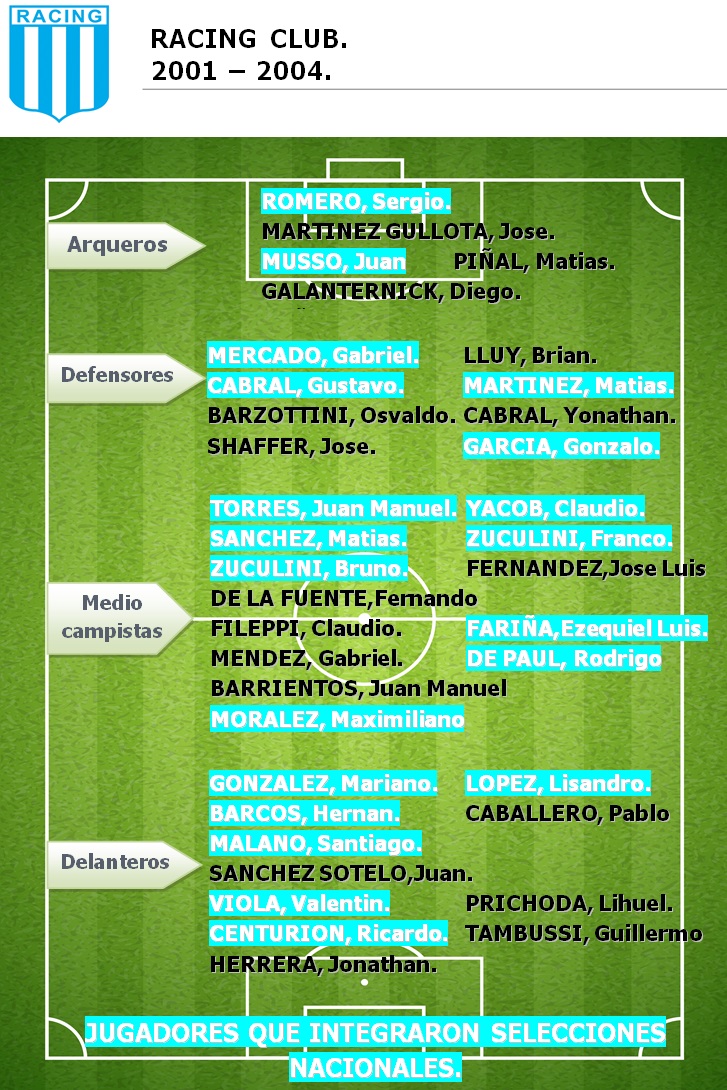 RACING
RACING CLUB.
2001 – 2004.
Arqueros
ROMERO, Sergio.
MARTINEZ GULLOTA, Jose.
MUSSO, Juan PIÑAL, Matias.
GALANTERNICK, Diego.
Defensores
MERCADO, Gabriel. LLUY, Brian.
CABRAL, Gustavo. MARTINEZ, Matias.
BARZOTTINI, Osvaldo. CABRAL, Yonathan.
SHAFFER, Jose. GARCIA, Gonzalo.
Medio
campistas
TORRES, Juan Manuel. YACOB, Claudio.
SANCHEZ, Matias. ZUCULINI, Franco.
ZUCULINI, Bruno. FERNANDEZ,Jose Luis
DE LA FUENTE,Fernando
FILEPPI, Claudio. FARIÑA,Ezequiel Luis.
MENDEZ, Gabriel. DE PAUL, Rodrigo
BARRIENTOS, Juan Manuel
MORALEZ, Maximiliano
Delanteros
GONZALEZ, Mariano. LOPEZ, Lisandro.
BARCOS, Hernan. CABALLERO, Pablo
MALANO, Santiago.
SANCHEZ SOTELO,Juan.
VIOLA, Valentin. PRICHODA, Lihuel.
CENTURION, Ricardo. TAMBUSSI, Guillermo
HERRERA, Jonathan.
JUGADORES QUE INTEGRARON SELECCIONES
NACIONALES.